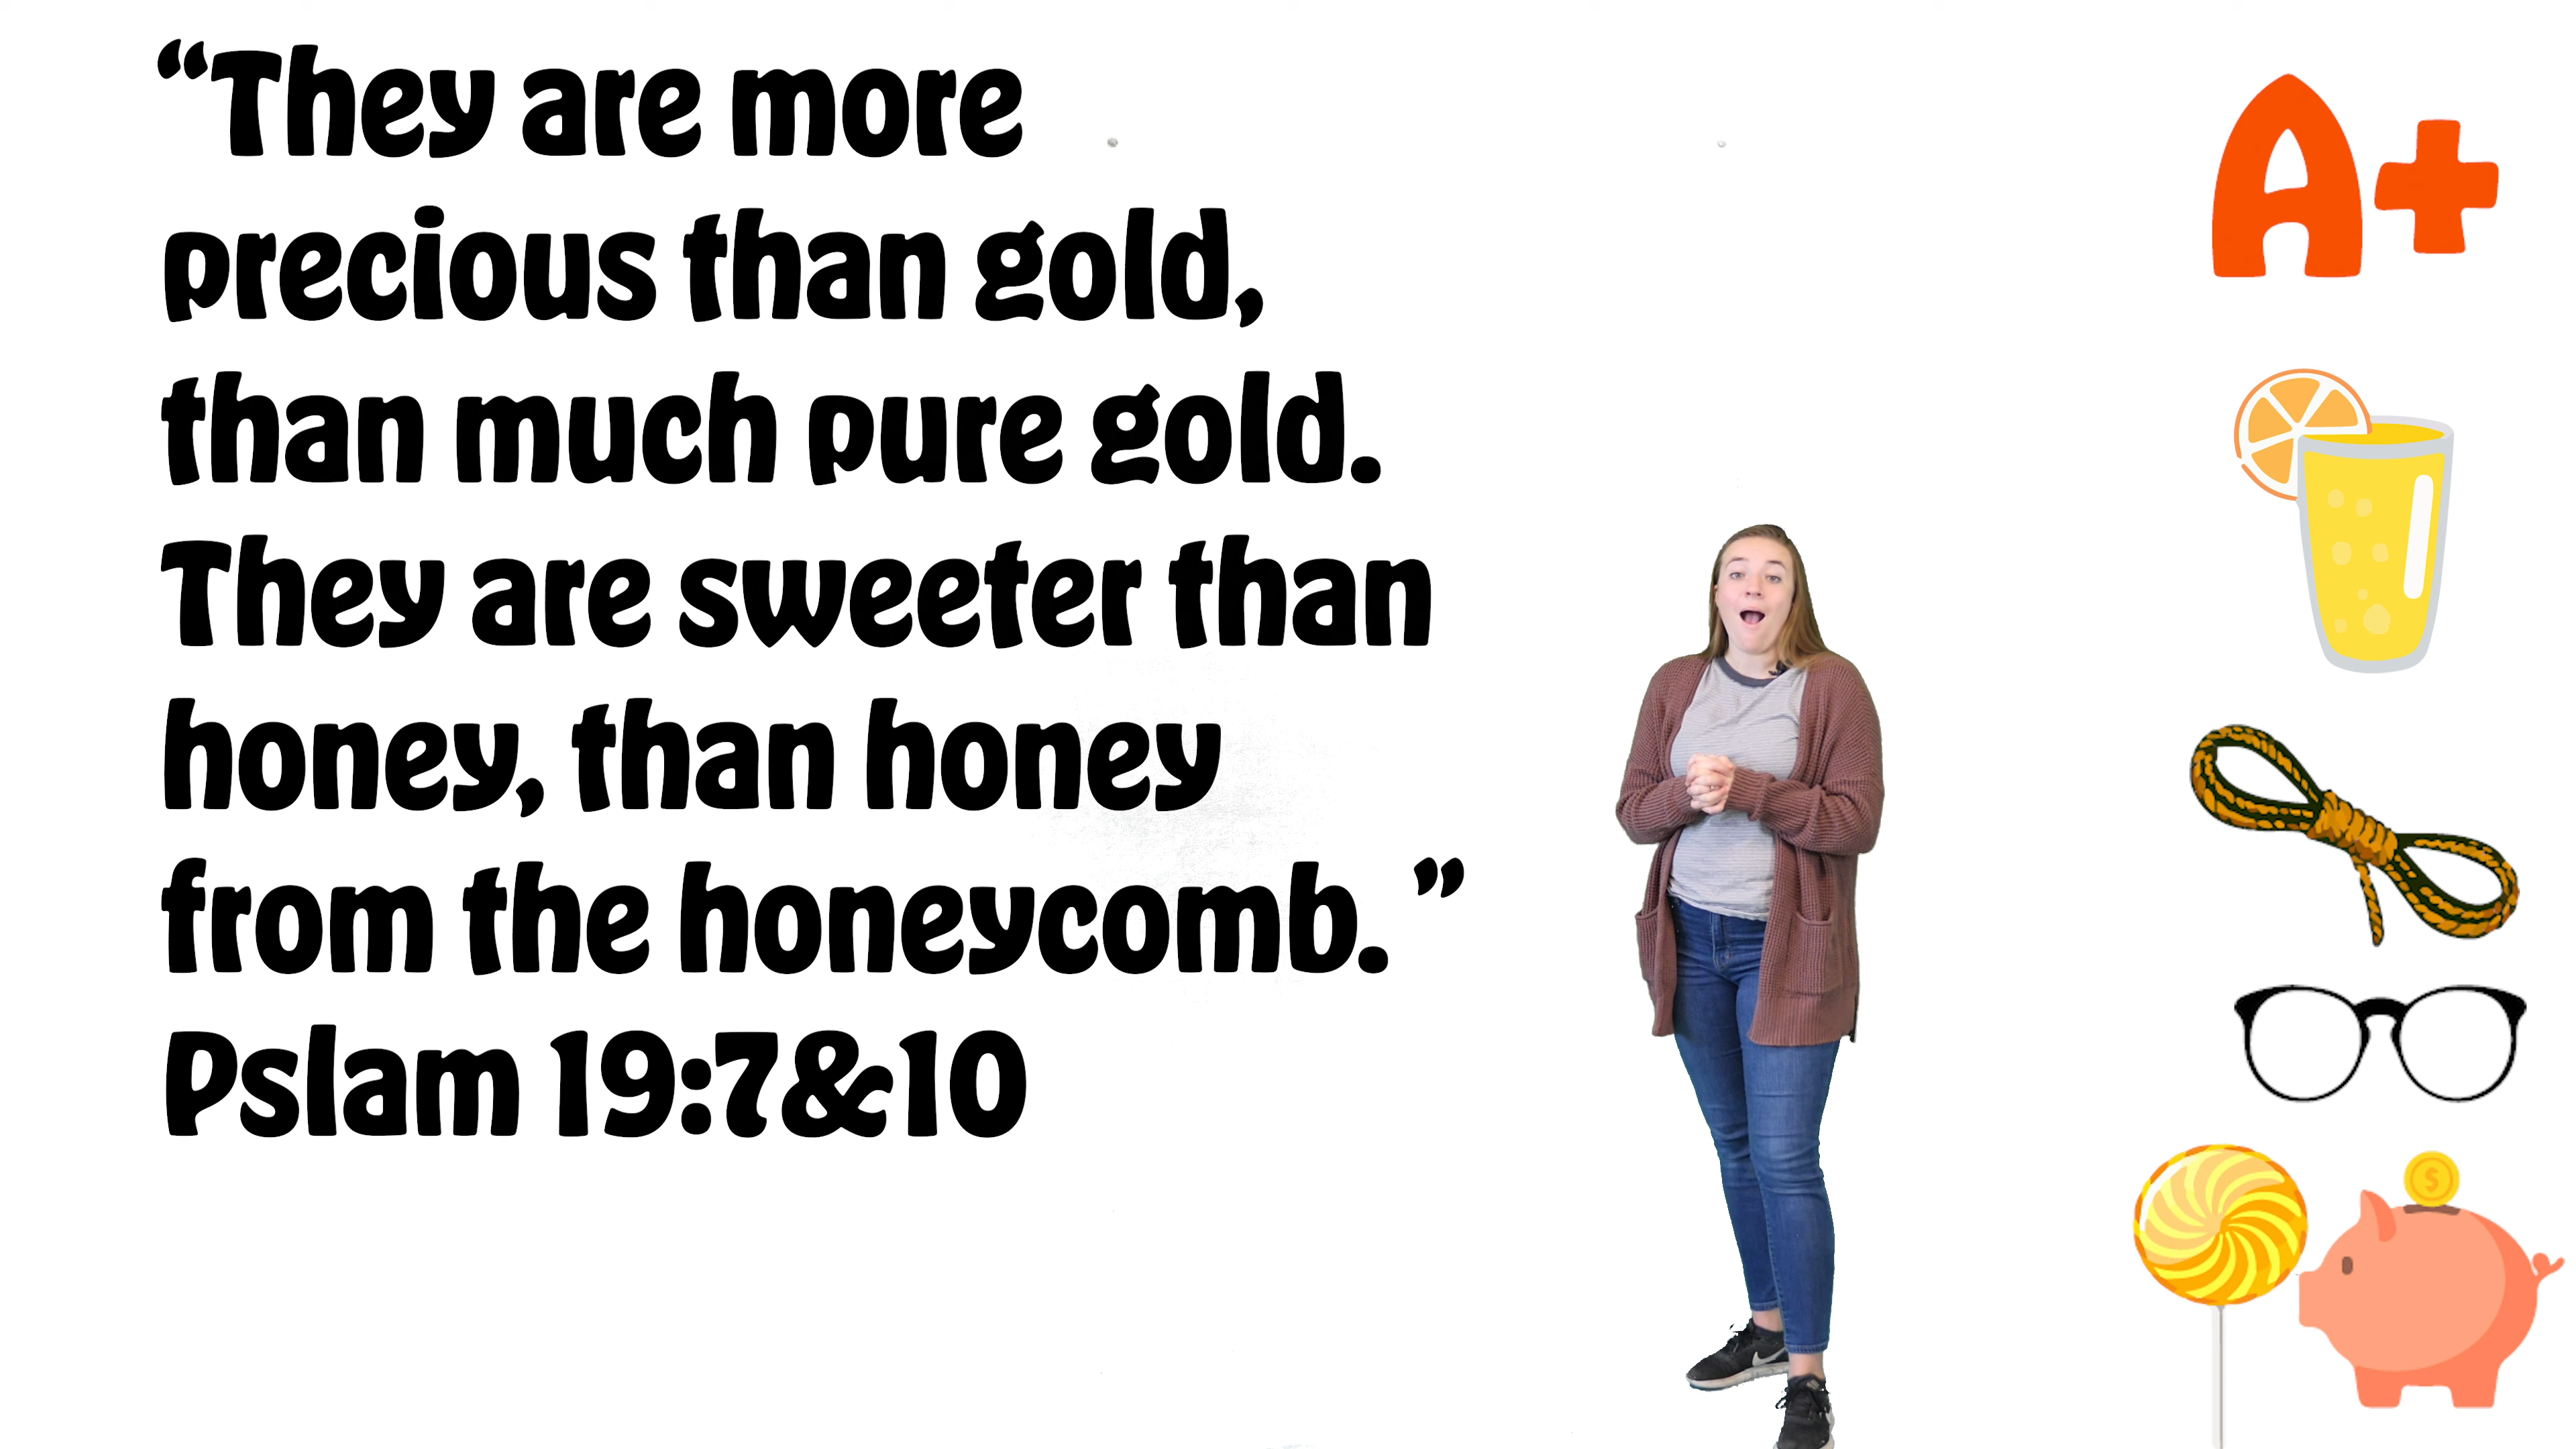 “They are more
precious than gold,
than much pure gold.
They are sweeter than
honey, than honey
from the honeycomb.”
Pslam 19:7&10
A+
$